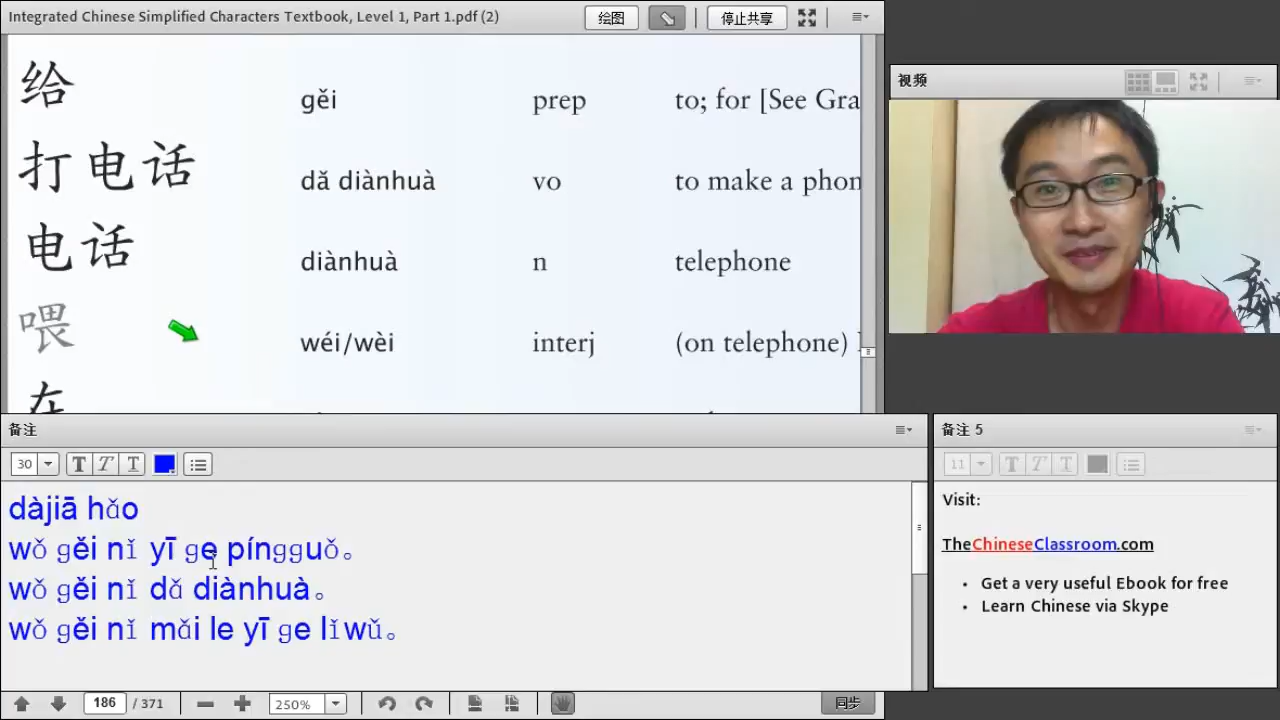 Integrated Chinese Simplified Characters Textbook, Level 1, Part 1.pdf (2)
绘图
停止共享
给 gěi prep to; for [See Gra
打电话 dǎ diànhuà vo to make a phon
电话 diànhuà n telephone
喂 wéi/wèi interj (on telephone)
在
视频
备注
30 T T T
dàjiā hǎo
wǒ gěi nǐ yī ge píngguǒ。
wǒ gěi nǐ dǎ diànhuà。
wǒ gěi nǐ mǎi le yī ge lǐwǔ。
186 / 371
250%
同步
备注 5
11 T T T
Visit:
TheChineseClassroom.com
• Get a very useful Ebook for free
• Learn Chinese via Skype